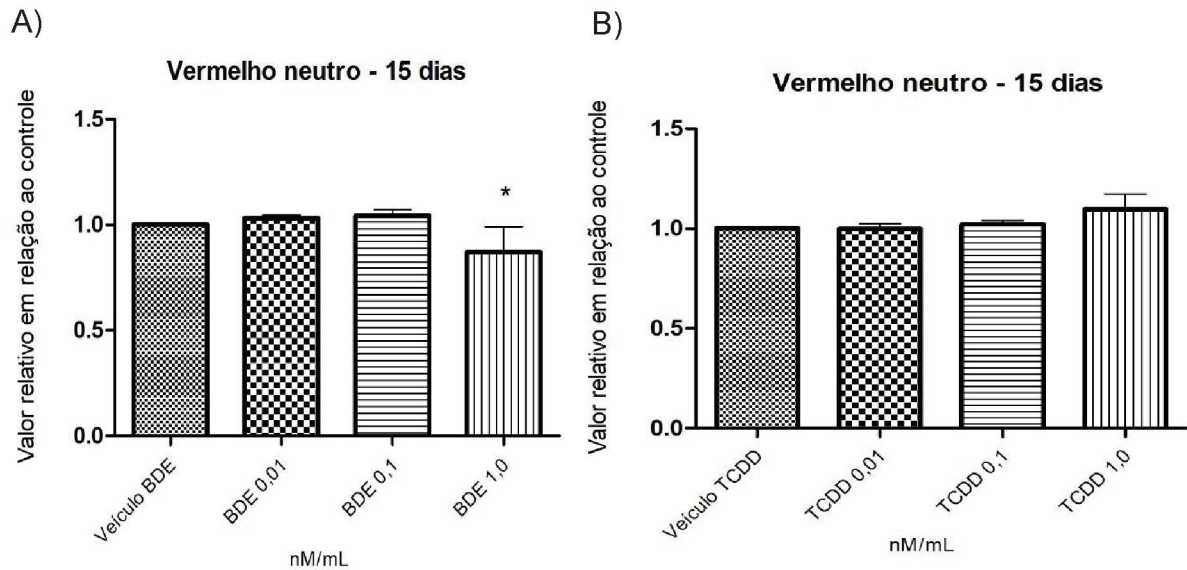 A)
Vermelho neutro - 15 dias
Valor relativo em relação ao controle
1.5
1.0
0.5
0.0
*
Veículo BDE
BDE 0,01
BDE 0,1
BDE 1,0
nM/mL
B)
Vermelho neutro - 15 dias
Valor relativo em relação ao controle
1.5
1.0
0.5
0.0
Veículo TCDD
TCDD 0,01
TCDD 0,1
TCDD 1,0
nM/mL